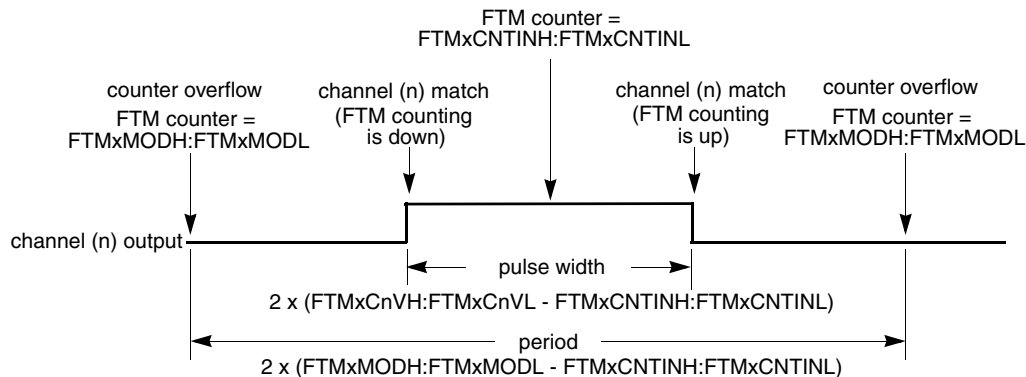 FTM counter =
FTMxCNTINH:FTMxCNTINL
counter overflow
FTM counter =
FTMxMODH:FTMxMODL
channel (n) match
(FTM counting
is down)
channel (n) match
(FTM counting
is up)
counter overflow
FTM counter =
FTMxMODH:FTMxMODL
channel (n) output
pulse width
2 x (FTMxCnVH:FTMxCnVL - FTMxCNTINH:FTMxCNTINL)
period
2 x (FTMxMODH:FTMxMODL - FTMxCNTINH:FTMxCNTINL)